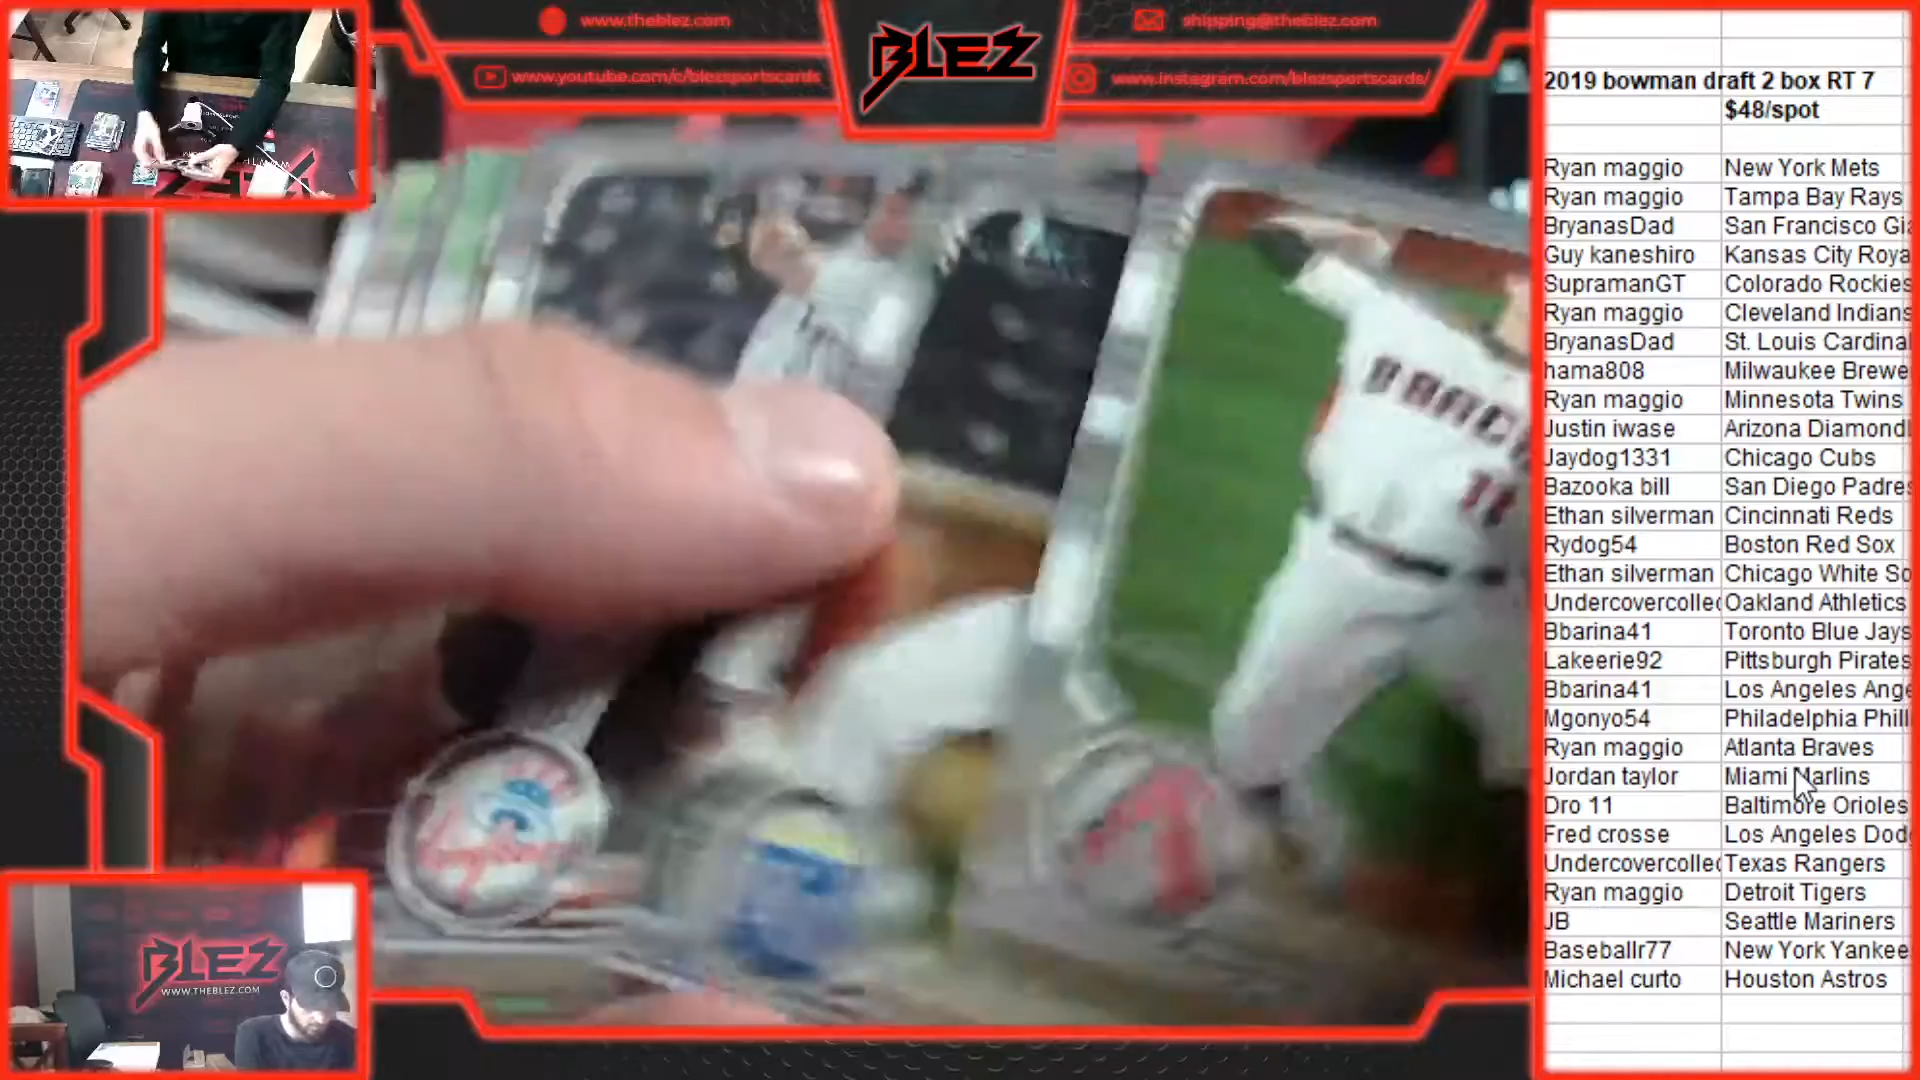 www.theblez.com
shipping@theblez.com
BLEZ
www.youtube.com/c/blezsportscards
www.instagram.com/blezsportscards/
2019 bowman draft 2 box RT 7
$48/spot
Ryan maggio New York Mets
Ryan maggio Tampa Bay Rays
BryanasDad San Francisco Gia
Guy kaneshiro Kansas City Roya
SupramanGT Colorado Rockies
Ryan maggio Cleveland Indians
BryanasDad St. Louis Cardinal
hama808 Milwaukee Brewe
Ryan maggio Minnesota Twins
Justin iwase Arizona Diamond
Jaydog1331 Chicago Cubs
Bazooka bill San Diego Padres
Ethan silverman Cincinnati Reds
Rydog54 Boston Red Sox
Ethan silverman Chicago White So
Undercovercollec Oakland Athletics
Bbarina41 Toronto Blue Jays
Lakeerie92 Pittsburgh Pirates
Bbarina41 Los Angeles Ange
Mgonyo54 Philadelphia Phill
Ryan maggio Atlanta Braves
Jordan taylor Miami Marlins
Dro 11 Baltimore Orioles
Fred crosse Los Angeles Dod
Undercovercollec Texas Rangers
Ryan maggio Detroit Tigers
JB Seattle Mariners
Baseballr77 New York Yankee
Michael curto Houston Astros
BLEZ
WWW.THEBLEZ.COM